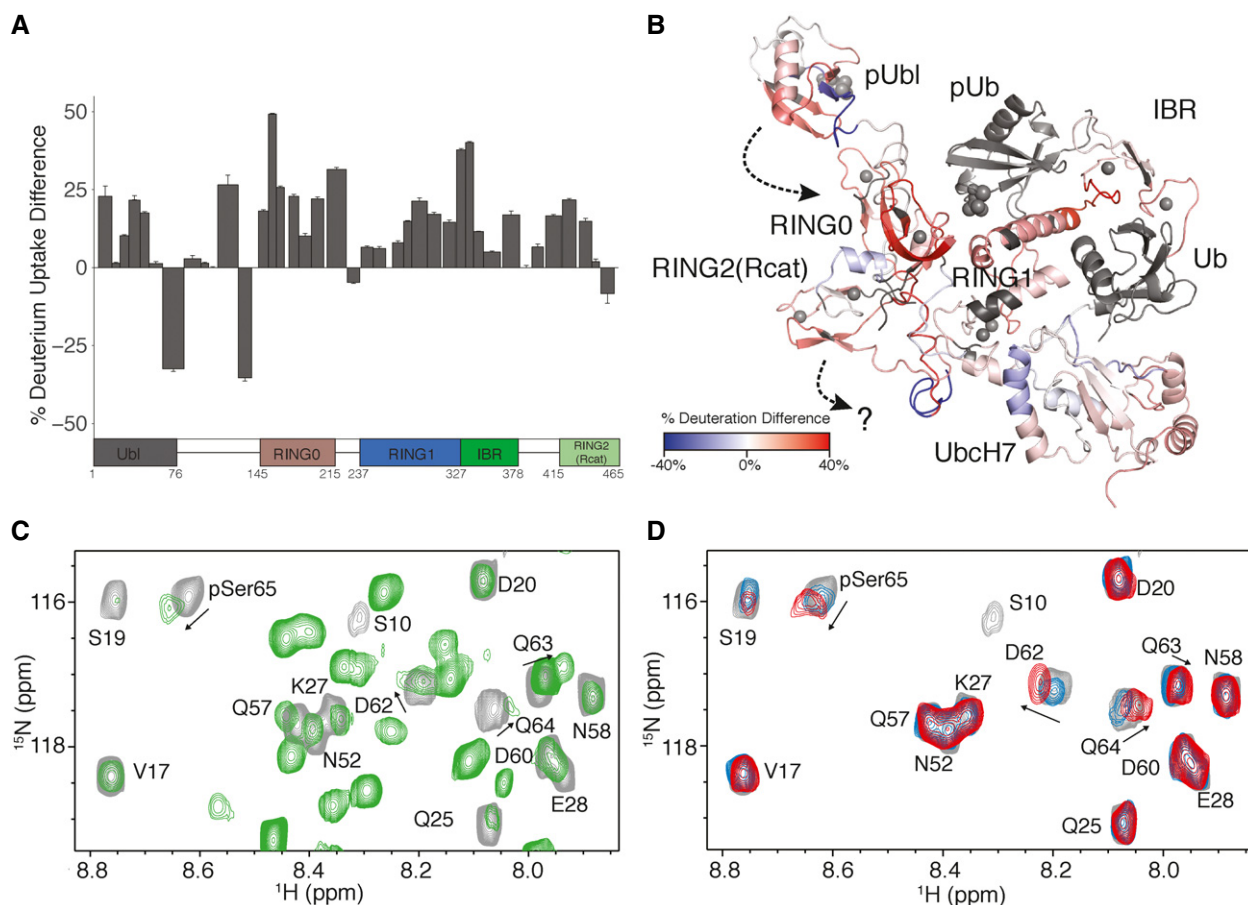 A
% Deuterium Uptake Difference
50
25
0
−25
−50
Ubl
RING0
RING1
IBR
RING2
(Rcat)
1
76
145
215
237
327
378
415
465
B
pUbl
pUb
IBR
RING0
RING2(Rcat)
RING1
Ub
?
% Deuteration Difference
-40%
0%
40%
UbcH7
C
pSer65
S19
S10
D20
Q63
K27
Q57
D62
Q64
N58
N52
D60
V17
E28
Q25
116
118
¹⁵N (ppm)
8.8
8.6
8.4
8.2
8.0
¹H (ppm)
D
pSer65
S19
S10
D20
D62
Q63
K27
N58
Q57
Q64
N52
D60
V17
E28
Q25
116
118
¹⁵N (ppm)
8.8
8.6
8.4
8.2
8.0
¹H (ppm)